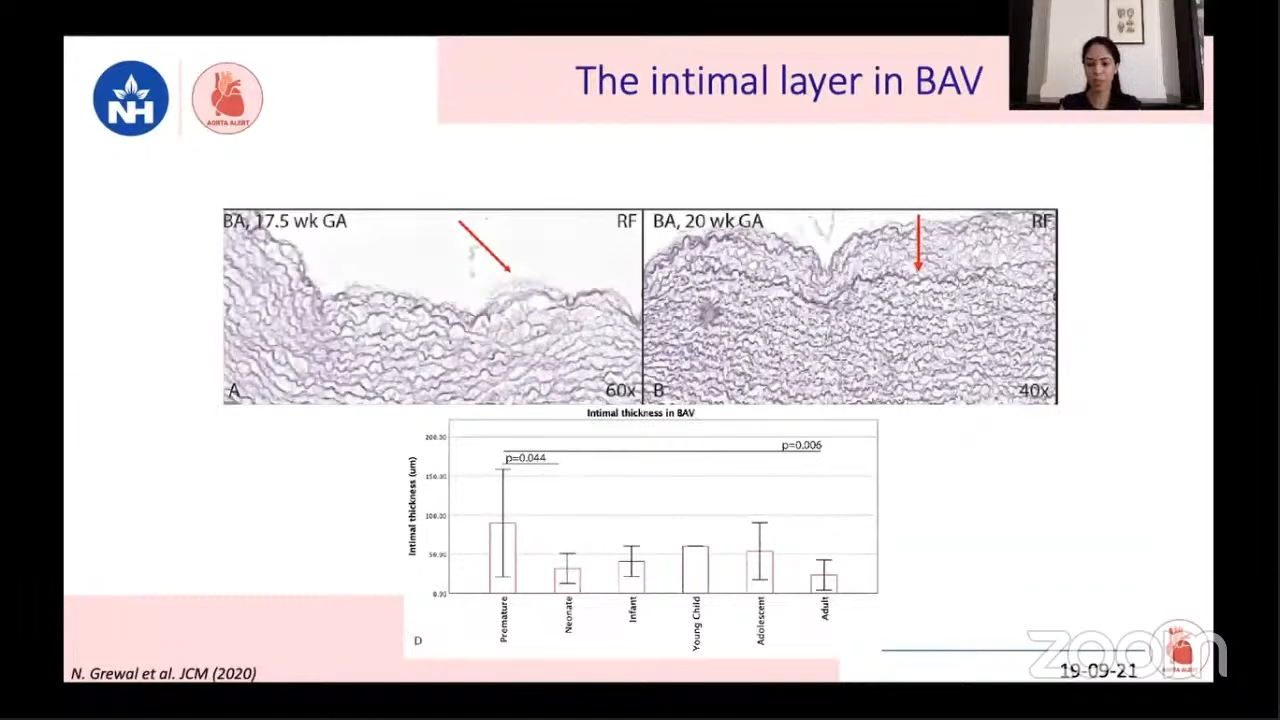 The intimal layer in BAV
NH
AORTA ALERT
BA, 17.5 wk GA
RF
BA, 20 wk GA
RF
A
60x
B
40x
Intimal thickness in BAV
Intimal thickness (um)
200.00
150.00
100.00
50.00
0.00
p=0.044
p=0.006
Premature
Neonate
Infant
Young Child
Adolescent
Adult
D
N. Grewal et al. JCM (2020)
zoom
19-09-21
AORTA ALERT